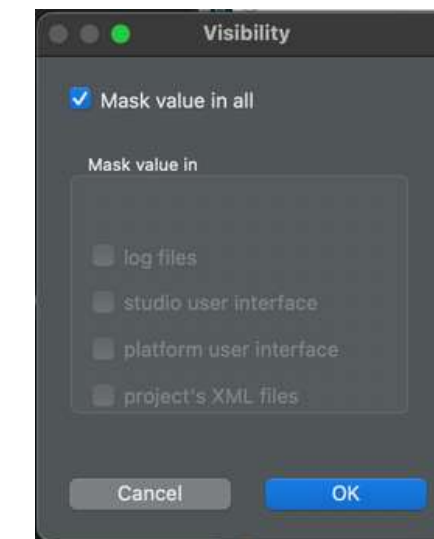 Visibility
Mask value in all
Mask value in
log files
studio user interface
platform user interface
project's XML files
Cancel
OK